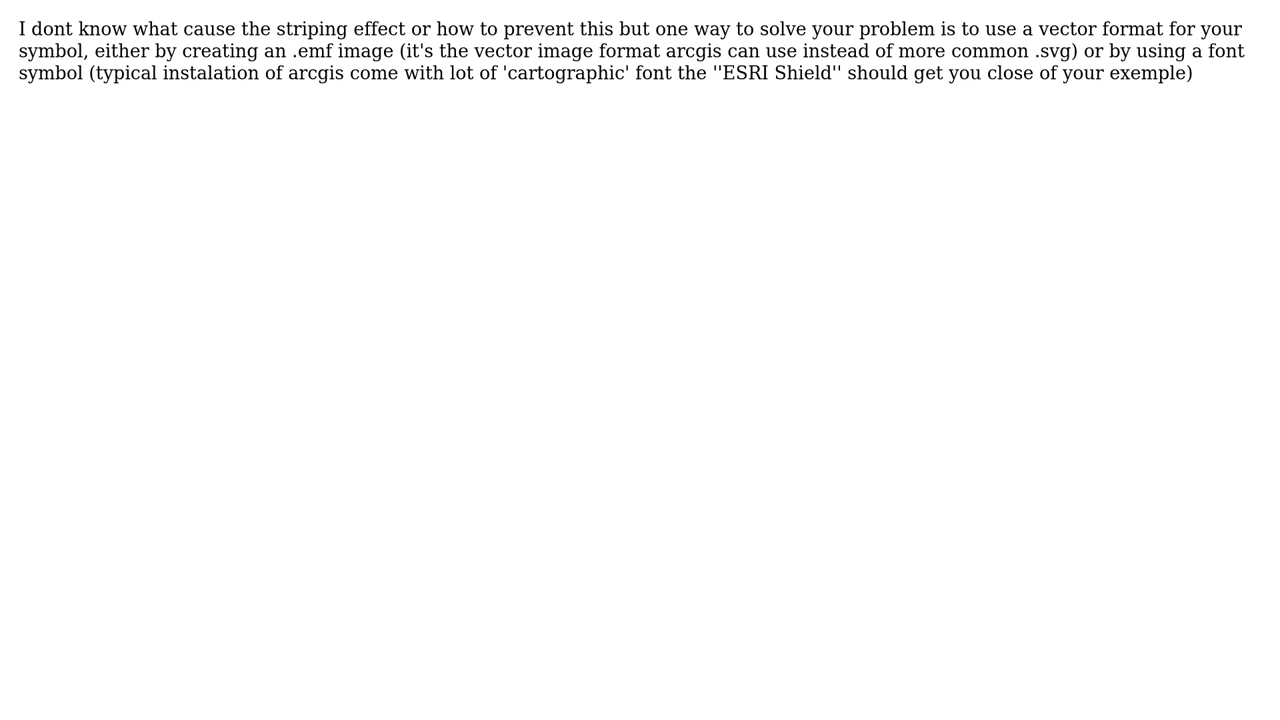 I dont know what cause the striping effect or how to prevent this but one way to solve your problem is to use a vector format for your
symbol, either by creating an .emf image (it's the vector image format arcgis can use instead of more common .svg) or by using a font
symbol (typical instalation of arcgis come with lot of 'cartographic' font the ''ESRI Shield'' should get you close of your exemple)